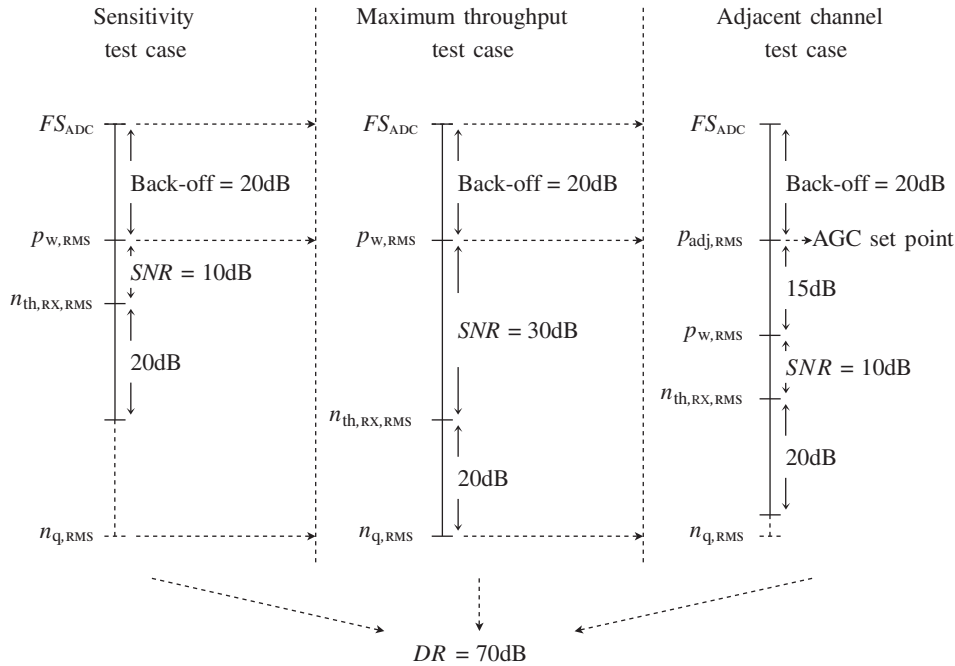 Sensitivity
test case
FS_ADC
Back-off = 20dB
p_w,RMS
SNR = 10dB
n_th,RX,RMS
20dB
n_q,RMS
Maximum throughput
test case
FS_ADC
Back-off = 20dB
p_w,RMS
SNR = 30dB
n_th,RX,RMS
20dB
n_q,RMS
Adjacent channel
test case
FS_ADC
Back-off = 20dB
p_adj,RMS
AGC set point
15dB
p_w,RMS
SNR = 10dB
n_th,RX,RMS
20dB
n_q,RMS
DR = 70dB